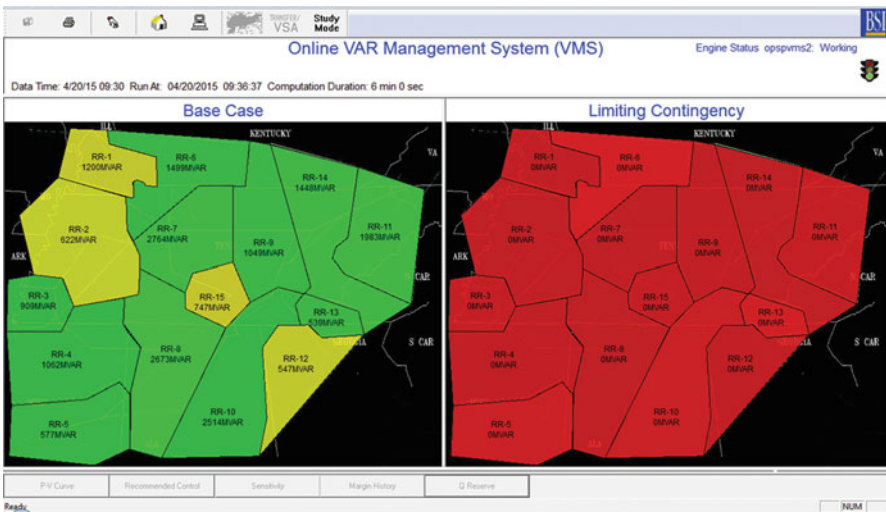 TRANSFER/
VSA
Study
Mode
BSI
Online VAR Management System (VMS)
Engine Status opspvms2: Working
Data Time: 4/20/15 09:30 Run At: 04/20/2015 09:36:37 Computation Duration: 6 min 0 sec
Base Case
KENTUCKY
VA
RR-1
1200MVAR
RR-6
1499MVAR
RR-14
1448MVAR
RR-2
622MVAR
RR-7
2764MVAR
RR-9
1049MVAR
RR-11
1983MVAR
ARK
CAR
RR-3
909MVAR
RR-15
747MVAR
RR-13
539MVAR
RR-4
1062MVAR
RR-8
2673MVAR
RR-12
547MVAR
GEORGIA
S CAR
RR-5
577MVAR
RR-10
2514MVAR
ALA
Limiting Contingency
ILL
KENTUCKY
VA
RR-1
0MVAR
RR-6
0MVAR
RR-14
0MVAR
RR-2
0MVAR
RR-7
0MVAR
RR-9
0MVAR
RR-11
0MVAR
ARK
CAR
RR-3
0MVAR
RR-15
0MVAR
RR-13
0MVAR
RR-4
0MVAR
RR-8
0MVAR
RR-12
0MVAR
S CAR
RR-5
0MVAR
RR-10
0MVAR
ALA
P-V Curve
Recommended Control
Sensitivity
Margin History
Q Reserve
Ready
NUM